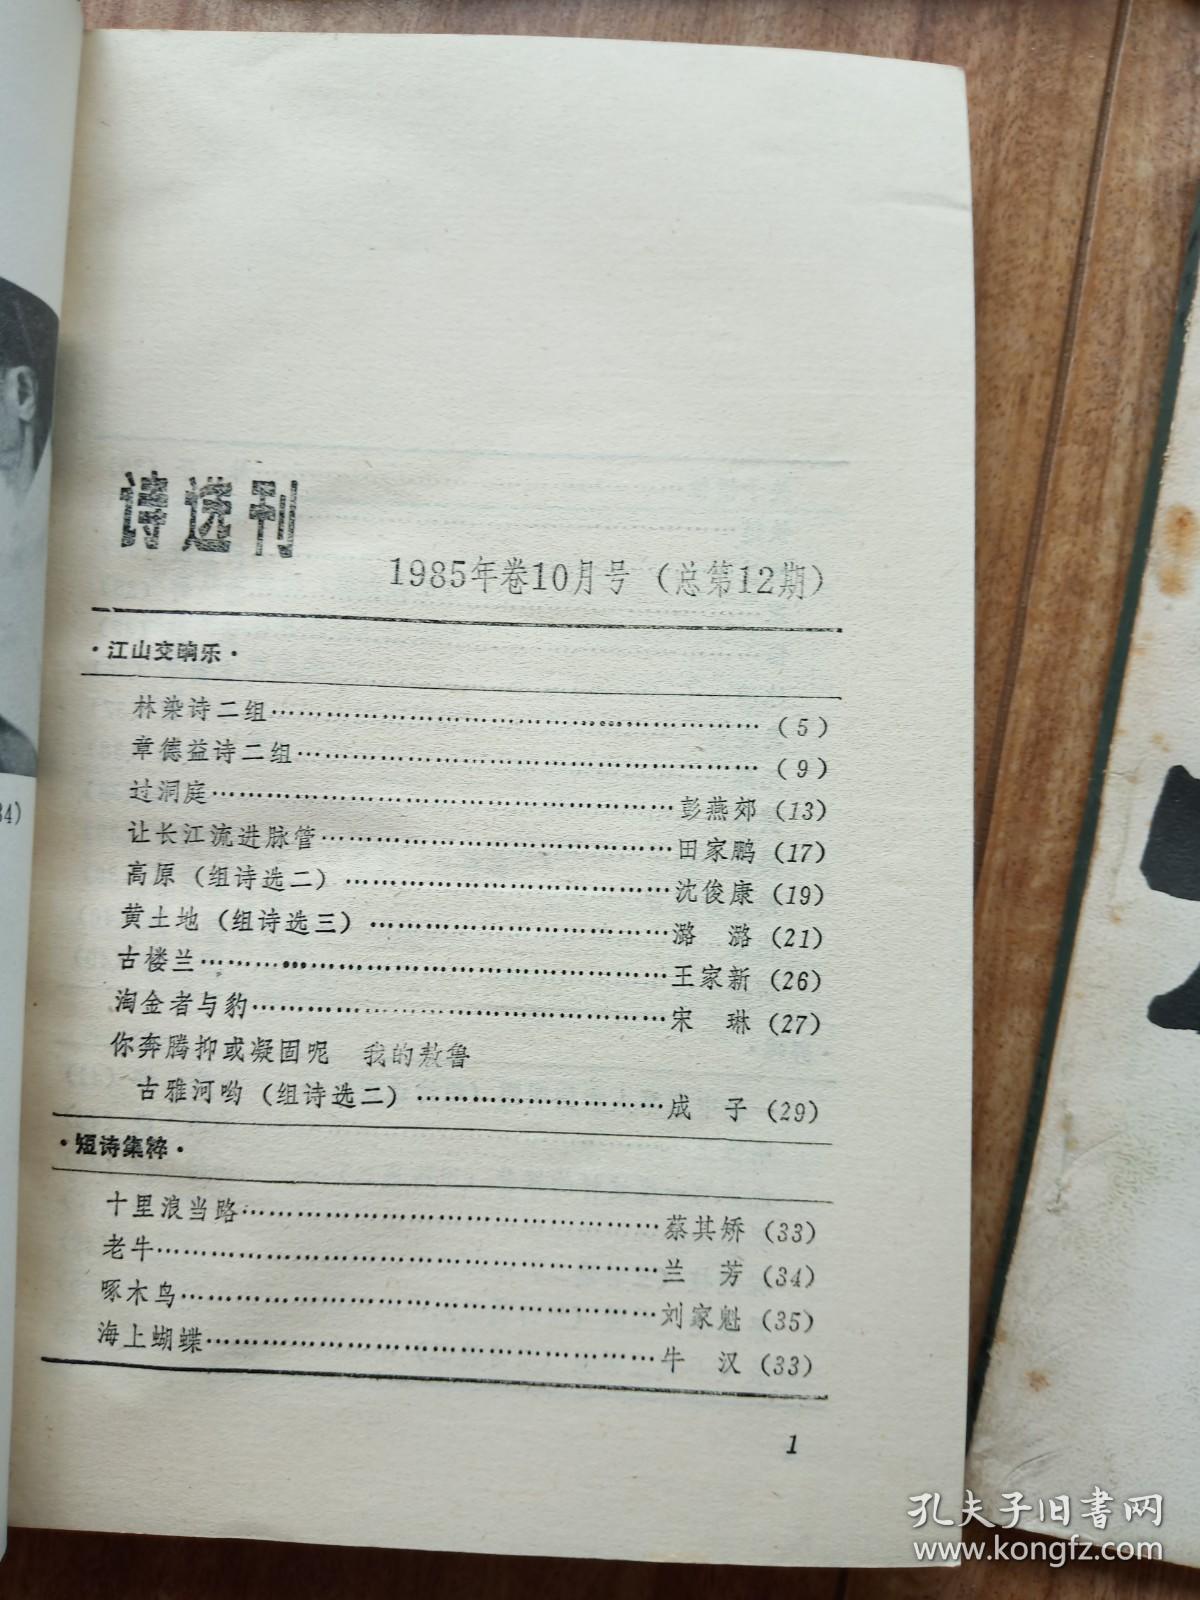 诗选刊
1985年卷10月号（总第12期）
·江山交响乐·
林染诗二组……………………………………………（5）
章德益诗二组…………………………………………（9）
过洞庭…………………………………………彭燕郊（13）
让长江流进脉管………………………………田家鹏（17）
高原（组诗选二）……………………………沈俊康（19）
黄土地（组诗选三）…………………………潞　潞（21）
古楼兰…………………………………………王家新（26）
淘金者与豹……………………………………宋　琳（27）
你奔腾抑或凝固呢　我的敖鲁
古雅河哟（组诗选二）………………………成　子（29）
·短诗集粹·
十里浪当路……………………………………蔡其矫（33）
老牛……………………………………………兰　芳（34）
啄木鸟…………………………………………刘家魁（35）
海上蝴蝶………………………………………牛　汉（33）
1
34)
孔夫子旧书网
www.kongfz.com